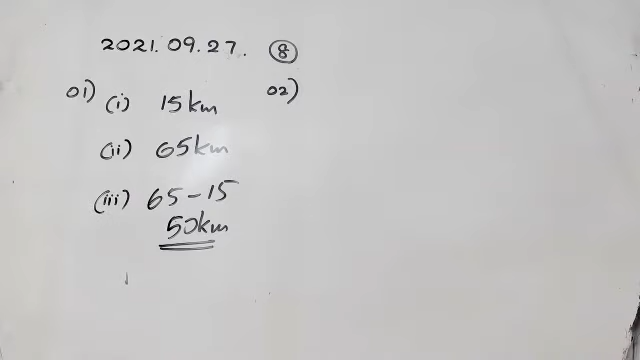 2021.09.27. 8
01) (i) 15km
(ii) 65km
(iii) 65-15
50km
02)